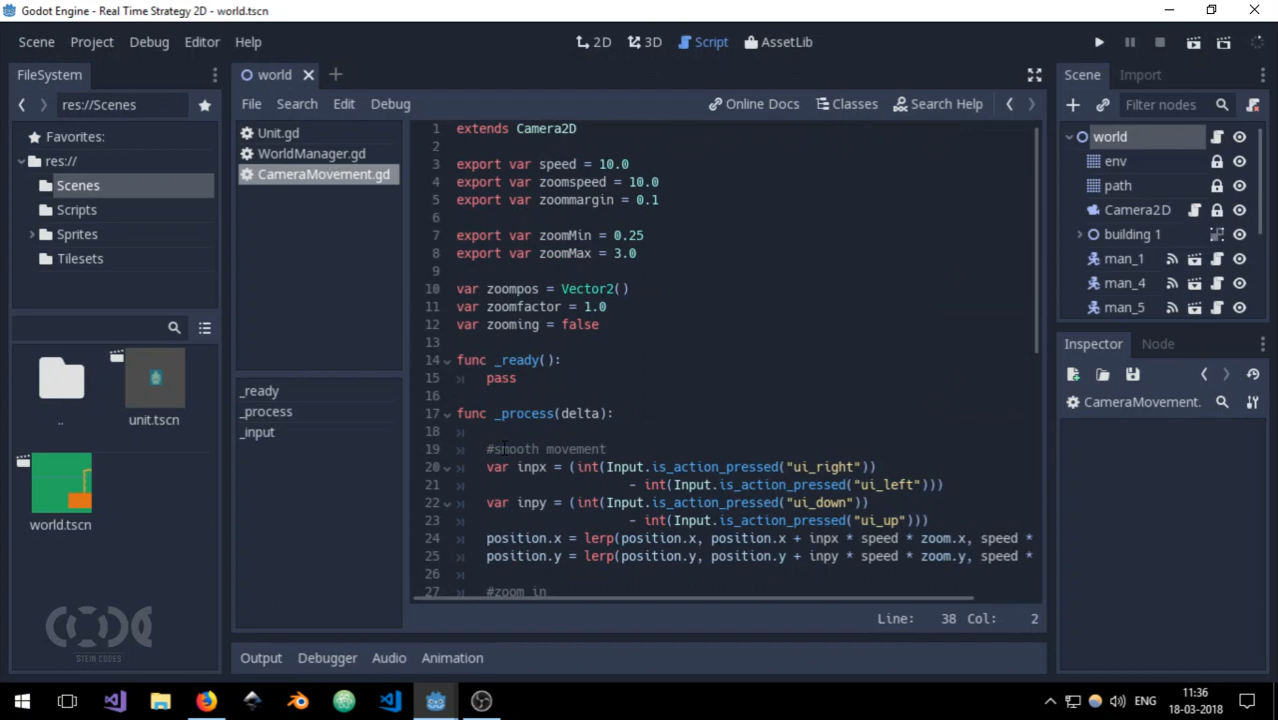 Godot Engine - Real Time Strategy 2D - world.tscn
Scene Project Debug Editor Help
2D 3D Script AssetLib
FileSystem
res://Scenes
Favorites:
res://
Scenes
Scripts
Sprites
Tilesets
..
unit.tscn
world.tscn
CODE
STEIN CODES
world
File Search Edit Debug
Online Docs Classes Search Help
Unit.gd
WorldManager.gd
CameraMovement.gd
_ready
_process
_input
1 extends Camera2D
2
3 export var speed = 10.0
4 export var zoomspeed = 10.0
5 export var zoommargin = 0.1
6
7 export var zoomMin = 0.25
8 export var zoomMax = 3.0
9
10 var zoompos = Vector2()
11 var zoomfactor = 1.0
12 var zooming = false
13
14 func _ready():
15 pass
16
17 func _process(delta):
18
19 #smooth movement
20 var inpx = (int(Input.is_action_pressed("ui_right"))
21 - int(Input.is_action_pressed("ui_left")))
22 var inpy = (int(Input.is_action_pressed("ui_down"))
23 - int(Input.is_action_pressed("ui_up")))
24 position.x = lerp(position.x, position.x + inpx * speed * zoom.x, speed *
25 position.y = lerp(position.y, position.y + inpy * speed * zoom.y, speed *
26
27 #zoom in
Line: 38 Col: 2
Output Debugger Audio Animation
Scene Import
Filter nodes
world
env
path
Camera2D
building 1
man_1
man_4
man_5
Inspector Node
CameraMovement.
ENG
11:36
18-03-2018